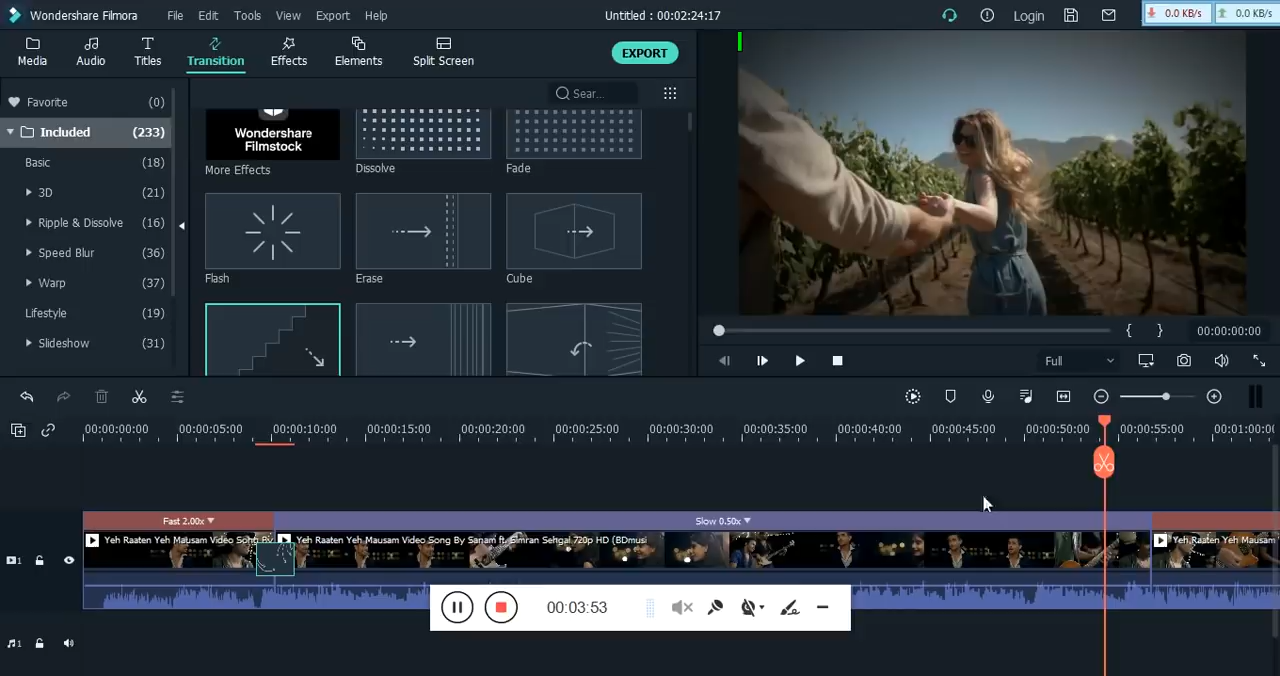 Wondershare Filmora File Edit Tools View Export Help Untitled : 00:02:24:17 Login 0.0 KB/s 0.0 KB/s
Media Audio Titles Transition Effects Elements Split Screen EXPORT
Favorite (0)
Sear...
Included (233)
Basic (18)
3D (21)
Ripple & Dissolve (16)
Speed Blur (36)
Warp (37)
Lifestyle (19)
Slideshow (31)
Wondershare
Filmstock
More Effects Dissolve Fade
Flash Erase Cube
{ } 00:00:00:00
Full
00:00:00:00 00:00:05:00 00:00:10:00 00:00:15:00 00:00:20:00 00:00:25:00 00:00:30:00 00:00:35:00 00:00:40:00 00:00:45:00 00:00:50:00 00:00:55:00 00:01:00:0
Fast 2.00x Slow 0.50x
Yeh Raaten Yeh Mausam Video Song By Yeh Raaten Yeh Mausam Video Song By Sanam ft. Simran Sehgal 720p HD (BDmusi Yeh Raaten Yeh Mausam
1
00:03:53
1